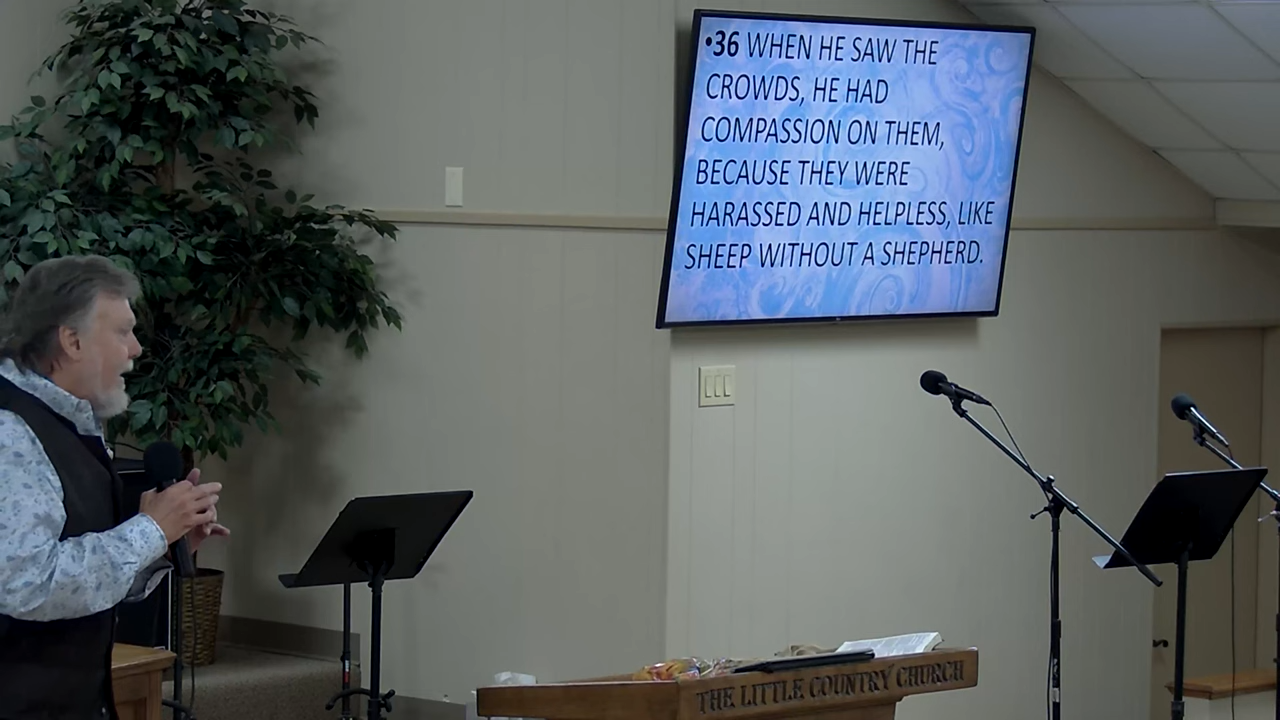 •36 WHEN HE SAW THE
CROWDS, HE HAD
COMPASSION ON THEM,
BECAUSE THEY WERE
HARASSED AND HELPLESS, LIKE
SHEEP WITHOUT A SHEPHERD.
THE LITTLE COUNTRY CHURCH